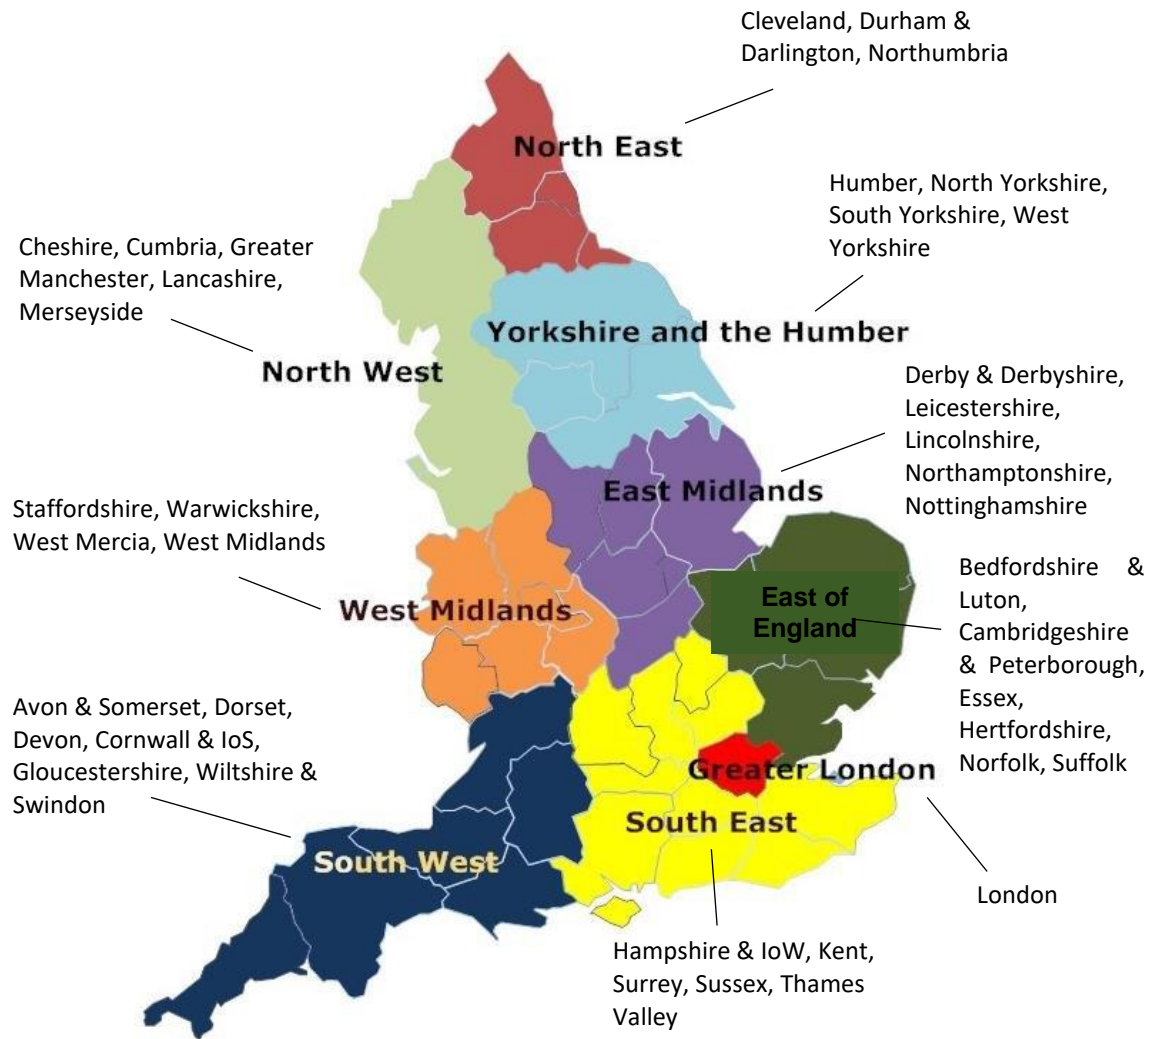 Cleveland, Durham &
Darlington, Northumbria
North East
Humber, North Yorkshire,
South Yorkshire, West
Yorkshire
Cheshire, Cumbria, Greater
Manchester, Lancashire,
Merseyside
Yorkshire and the Humber
North West
Derby & Derbyshire,
Leicestershire,
Lincolnshire,
Northamptonshire,
Nottinghamshire
East Midlands
Staffordshire, Warwickshire,
West Mercia, West Midlands
West Midlands
East of
England
Bedfordshire &
Luton,
Cambridgeshire
& Peterborough,
Essex,
Hertfordshire,
Norfolk, Suffolk
Avon & Somerset, Dorset,
Devon, Cornwall & IoS,
Gloucestershire, Wiltshire &
Swindon
Greater London
South East
South West
London
Hampshire & IoW, Kent,
Surrey, Sussex, Thames
Valley